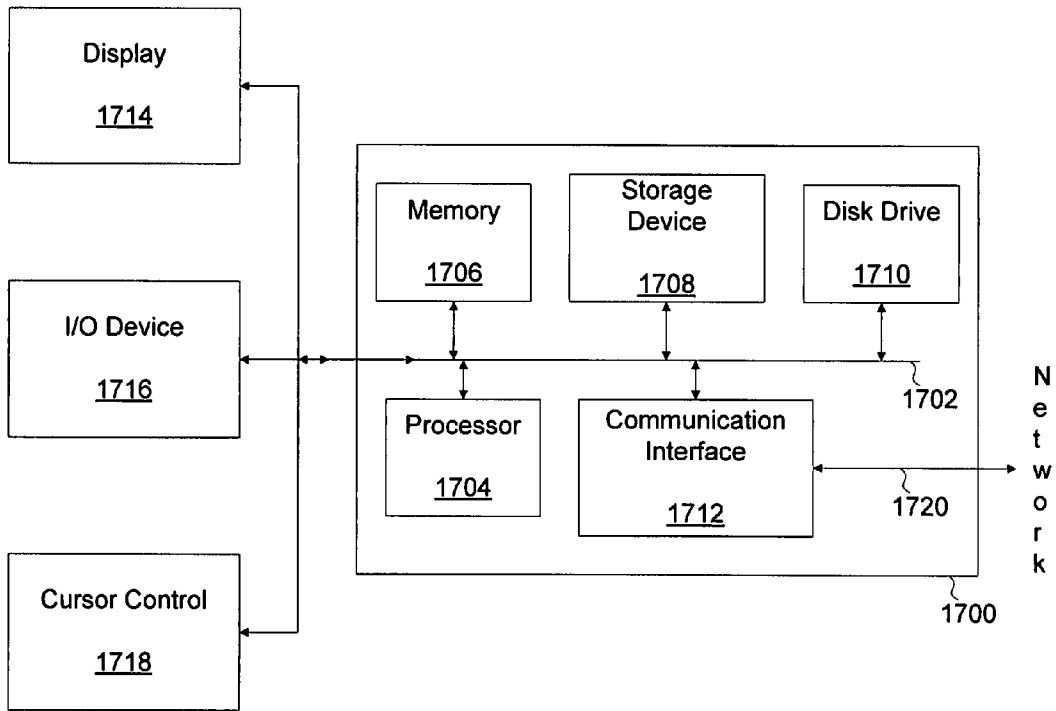 Display
1714
I/O Device
1716
Cursor Control
1718
Memory
1706
Storage
Device
1708
Disk Drive
1710
1702
Processor
1704
Communication
Interface
1712
1720
1700
Network